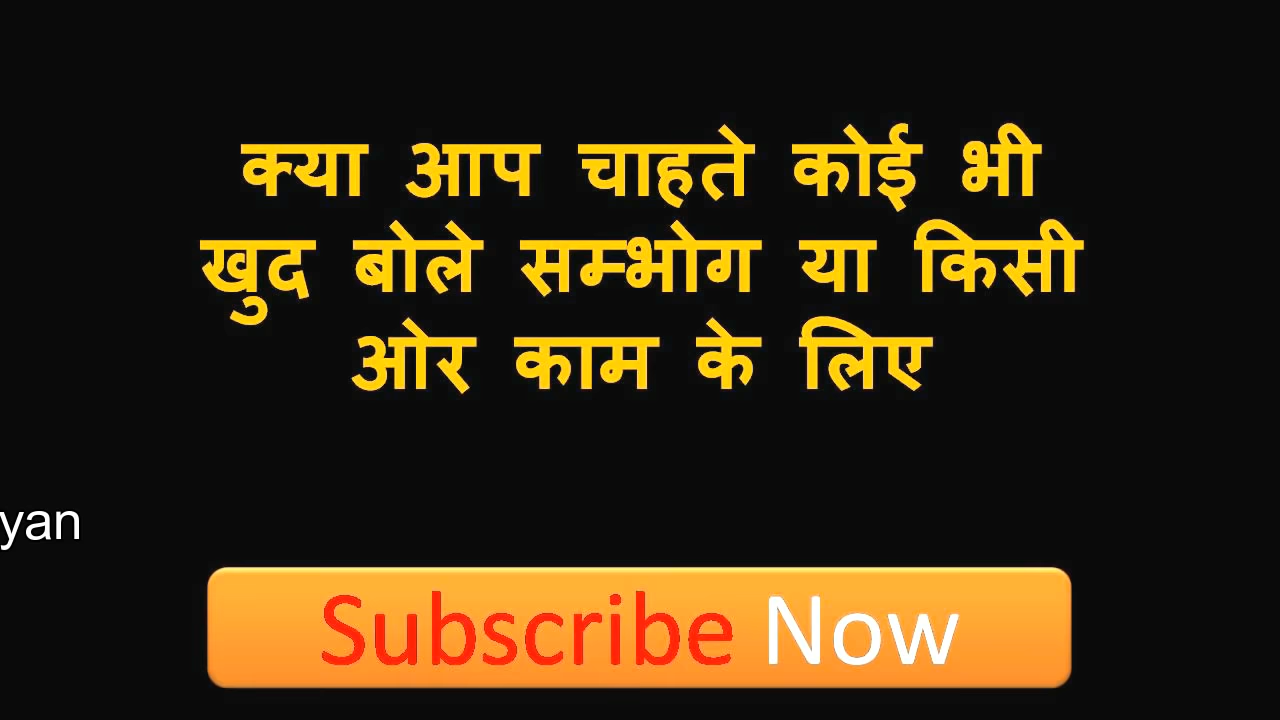 क्या आप चाहते कोई भी
खुद बोले सम्भोग या किसी
ओर काम के लिए
yan
Subscribe Now